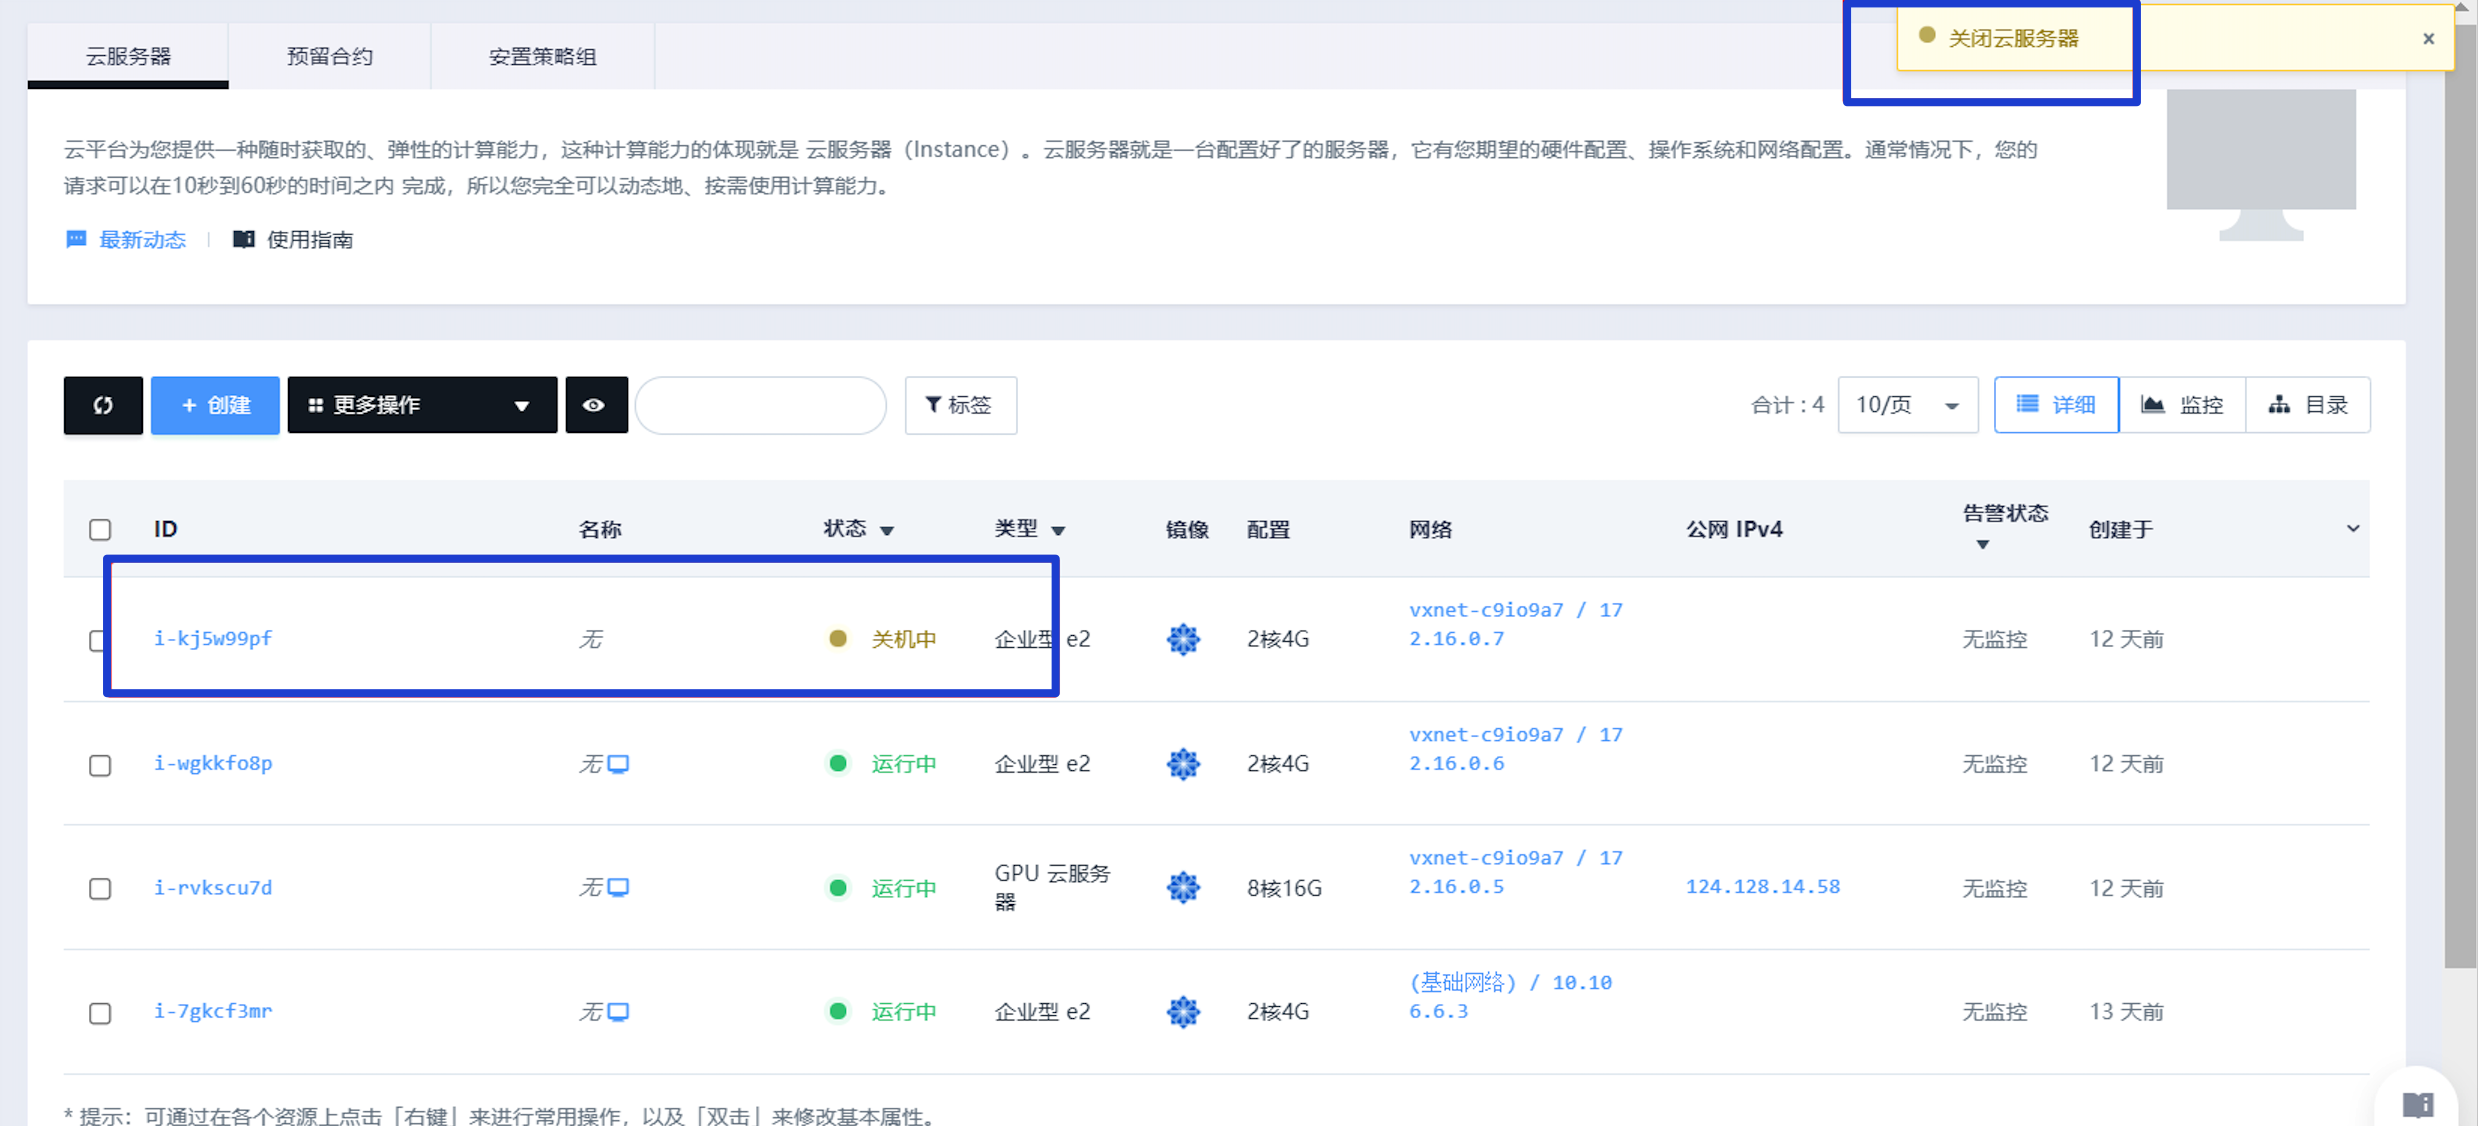 关闭云服务器 ×
云服务器 预留合约 安置策略组
云平台为您提供一种随时获取的、弹性的计算能力，这种计算能力的体现就是 云服务器（Instance）。云服务器就是一台配置好了的服务器，它有您期望的硬件配置、操作系统和网络配置。通常情况下，您的
请求可以在10秒到60秒的时间之内 完成，所以您完全可以动态地、按需使用计算能力。
最新动态 使用指南
+ 创建 更多操作 标签 合计 : 4 10/页 详细 监控 目录
ID 名称 状态 类型 镜像 配置 网络 公网 IPv4 告警状态 创建于
i-kj5w99pf 无 关机中 企业型 e2 2核4G vxnet-c9io9a7 / 17
2.16.0.7 无监控 12 天前
i-wgkkfo8p 无 运行中 企业型 e2 2核4G vxnet-c9io9a7 / 17
2.16.0.6 无监控 12 天前
i-rvkscu7d 无 运行中 GPU 云服务
器 8核16G vxnet-c9io9a7 / 17
2.16.0.5 124.128.14.58 无监控 12 天前
i-7gkcf3mr 无 运行中 企业型 e2 2核4G (基础网络) / 10.10
6.6.3 无监控 13 天前
* 提示：可通过在各个资源上点击「右键」来进行常用操作，以及「双击」来修改基本属性。